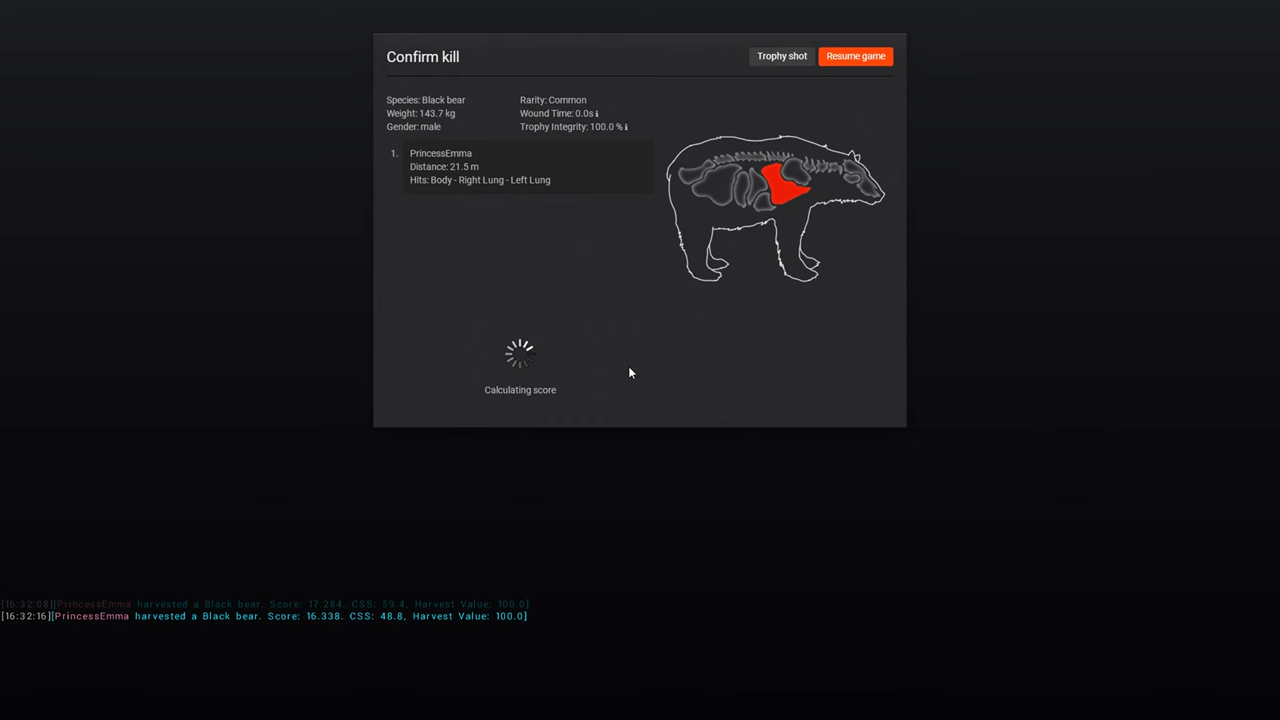 Confirm kill
Trophy shot
Resume game
Species: Black bear
Rarity: Common
Weight: 143.7 kg
Wound Time: 0.0s
Gender: male
Trophy Integrity: 100.0 %
1. PrincessEmma
Distance: 21.5 m
Hits: Body - Right Lung - Left Lung
Calculating score
[16:32:08][PrincessEmma harvested a Black bear. Score: 17.284. CSS: 59.4, Harvest Value: 100.0]
[16:32:16][PrincessEmma harvested a Black bear. Score: 16.338. CSS: 48.8, Harvest Value: 100.0]